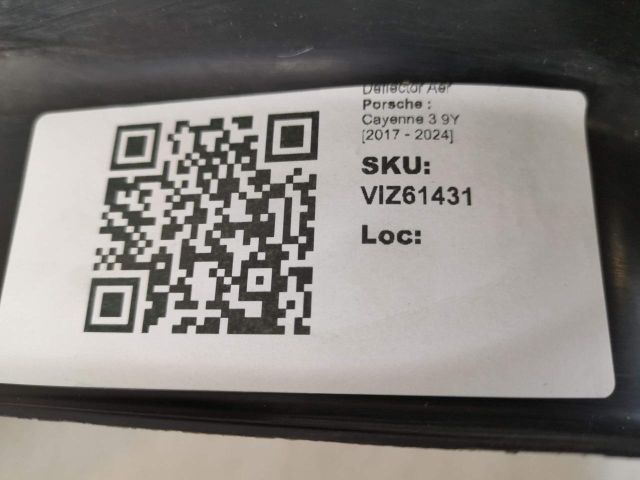 Deflector Aer
Porsche :
Cayenne 3 9Y
[2017 - 2024]
SKU:
VIZ61431
Loc: